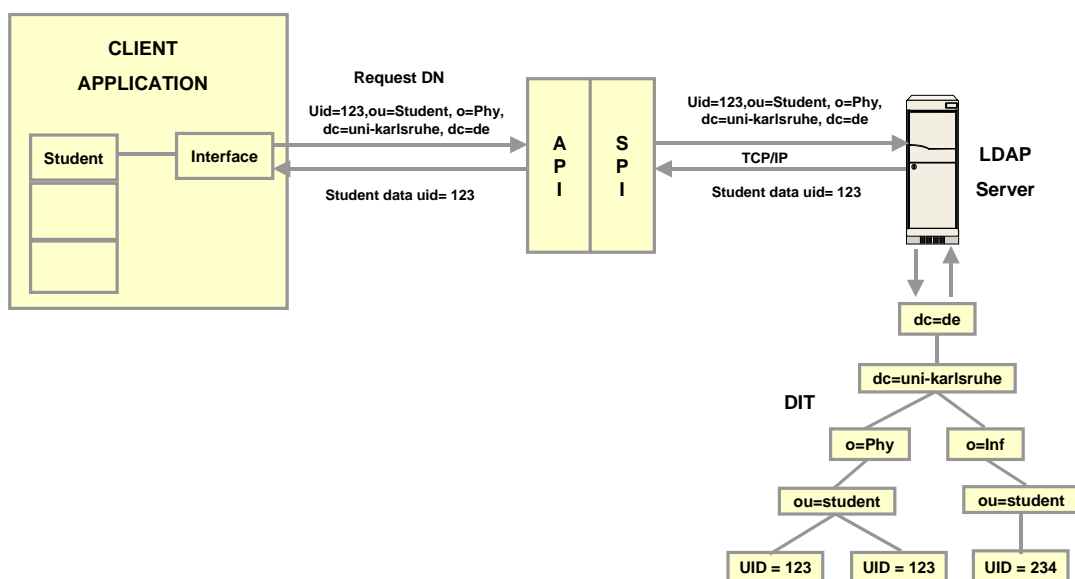 CLIENT
APPLICATION
Student
Interface
Request DN
Uid=123,ou=Student, o=Phy,
dc=uni-karlsruhe, dc=de
Student data uid= 123
A
P
I
S
P
I
Uid=123,ou=Student, o=Phy,
dc=uni-karlsruhe, dc=de
TCP/IP
Student data uid= 123
LDAP
Server
dc=de
dc=uni-karlsruhe
DIT
o=Phy
o=Inf
ou=student
ou=student
UID = 123
UID = 123
UID = 234